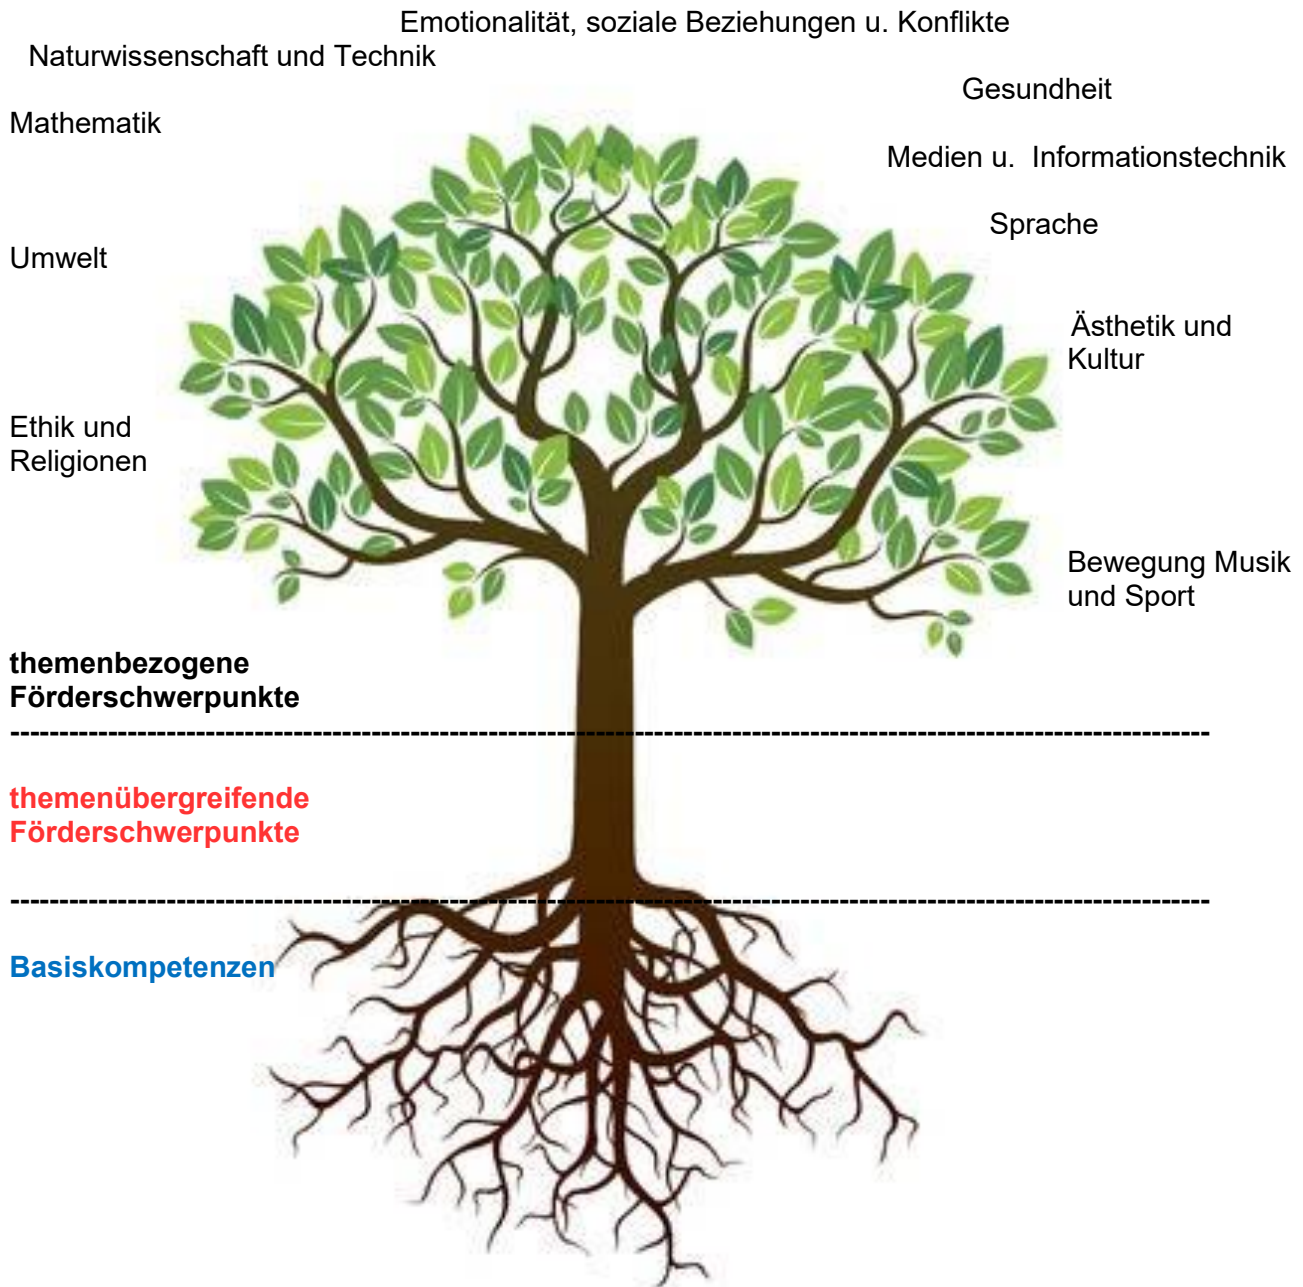 Emotionalität, soziale Beziehungen u. Konflikte
Naturwissenschaft und Technik
Gesundheit
Mathematik
Medien u. Informationstechnik
Sprache
Umwelt
Ästhetik und
Kultur
Ethik und
Religionen
Bewegung Musik
und Sport
themenbezogene
Förderschwerpunkte
themenübergreifende
Förderschwerpunkte
Basiskompetenzen